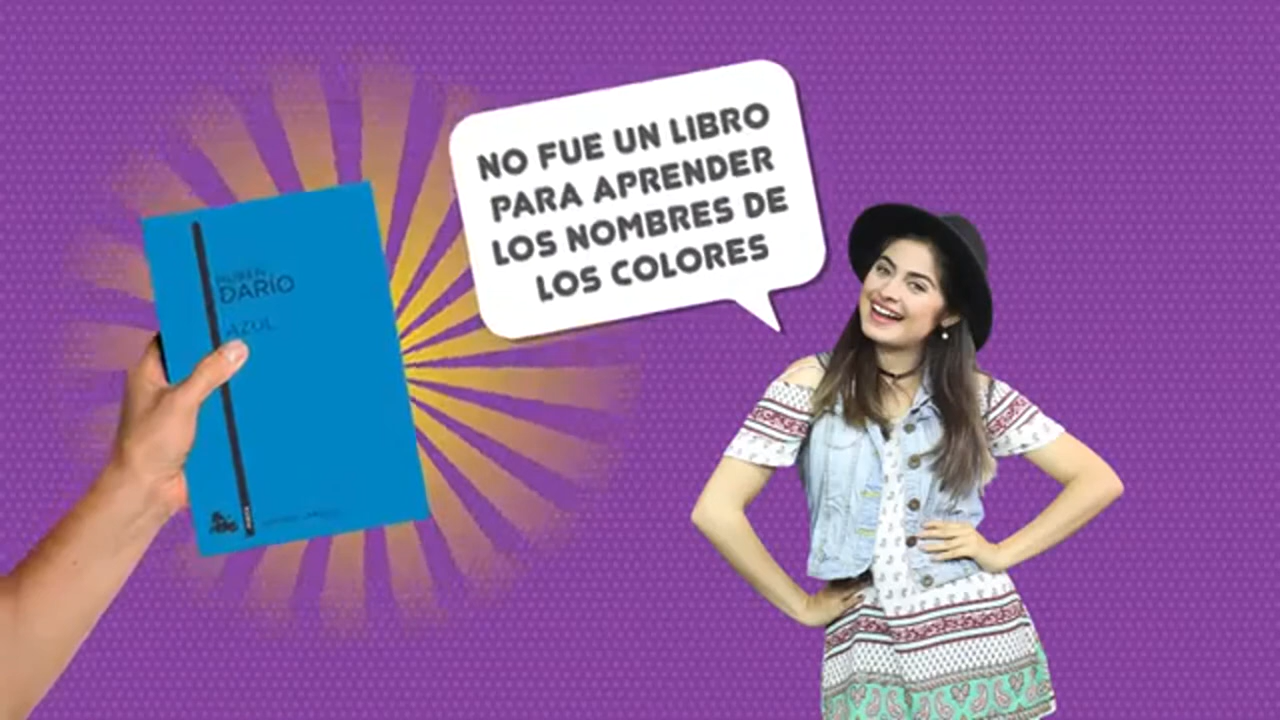 NO FUE UN LIBRO
PARA APRENDER
LOS NOMBRES DE
LOS COLORES
RUBÉN
DARÍO
AZUL